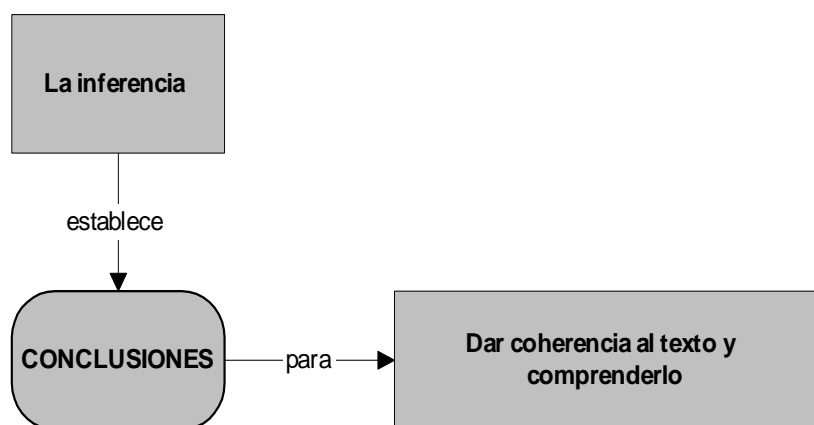 La inferencia
establece
CONCLUSIONES
para
Dar coherencia al texto y
comprenderlo